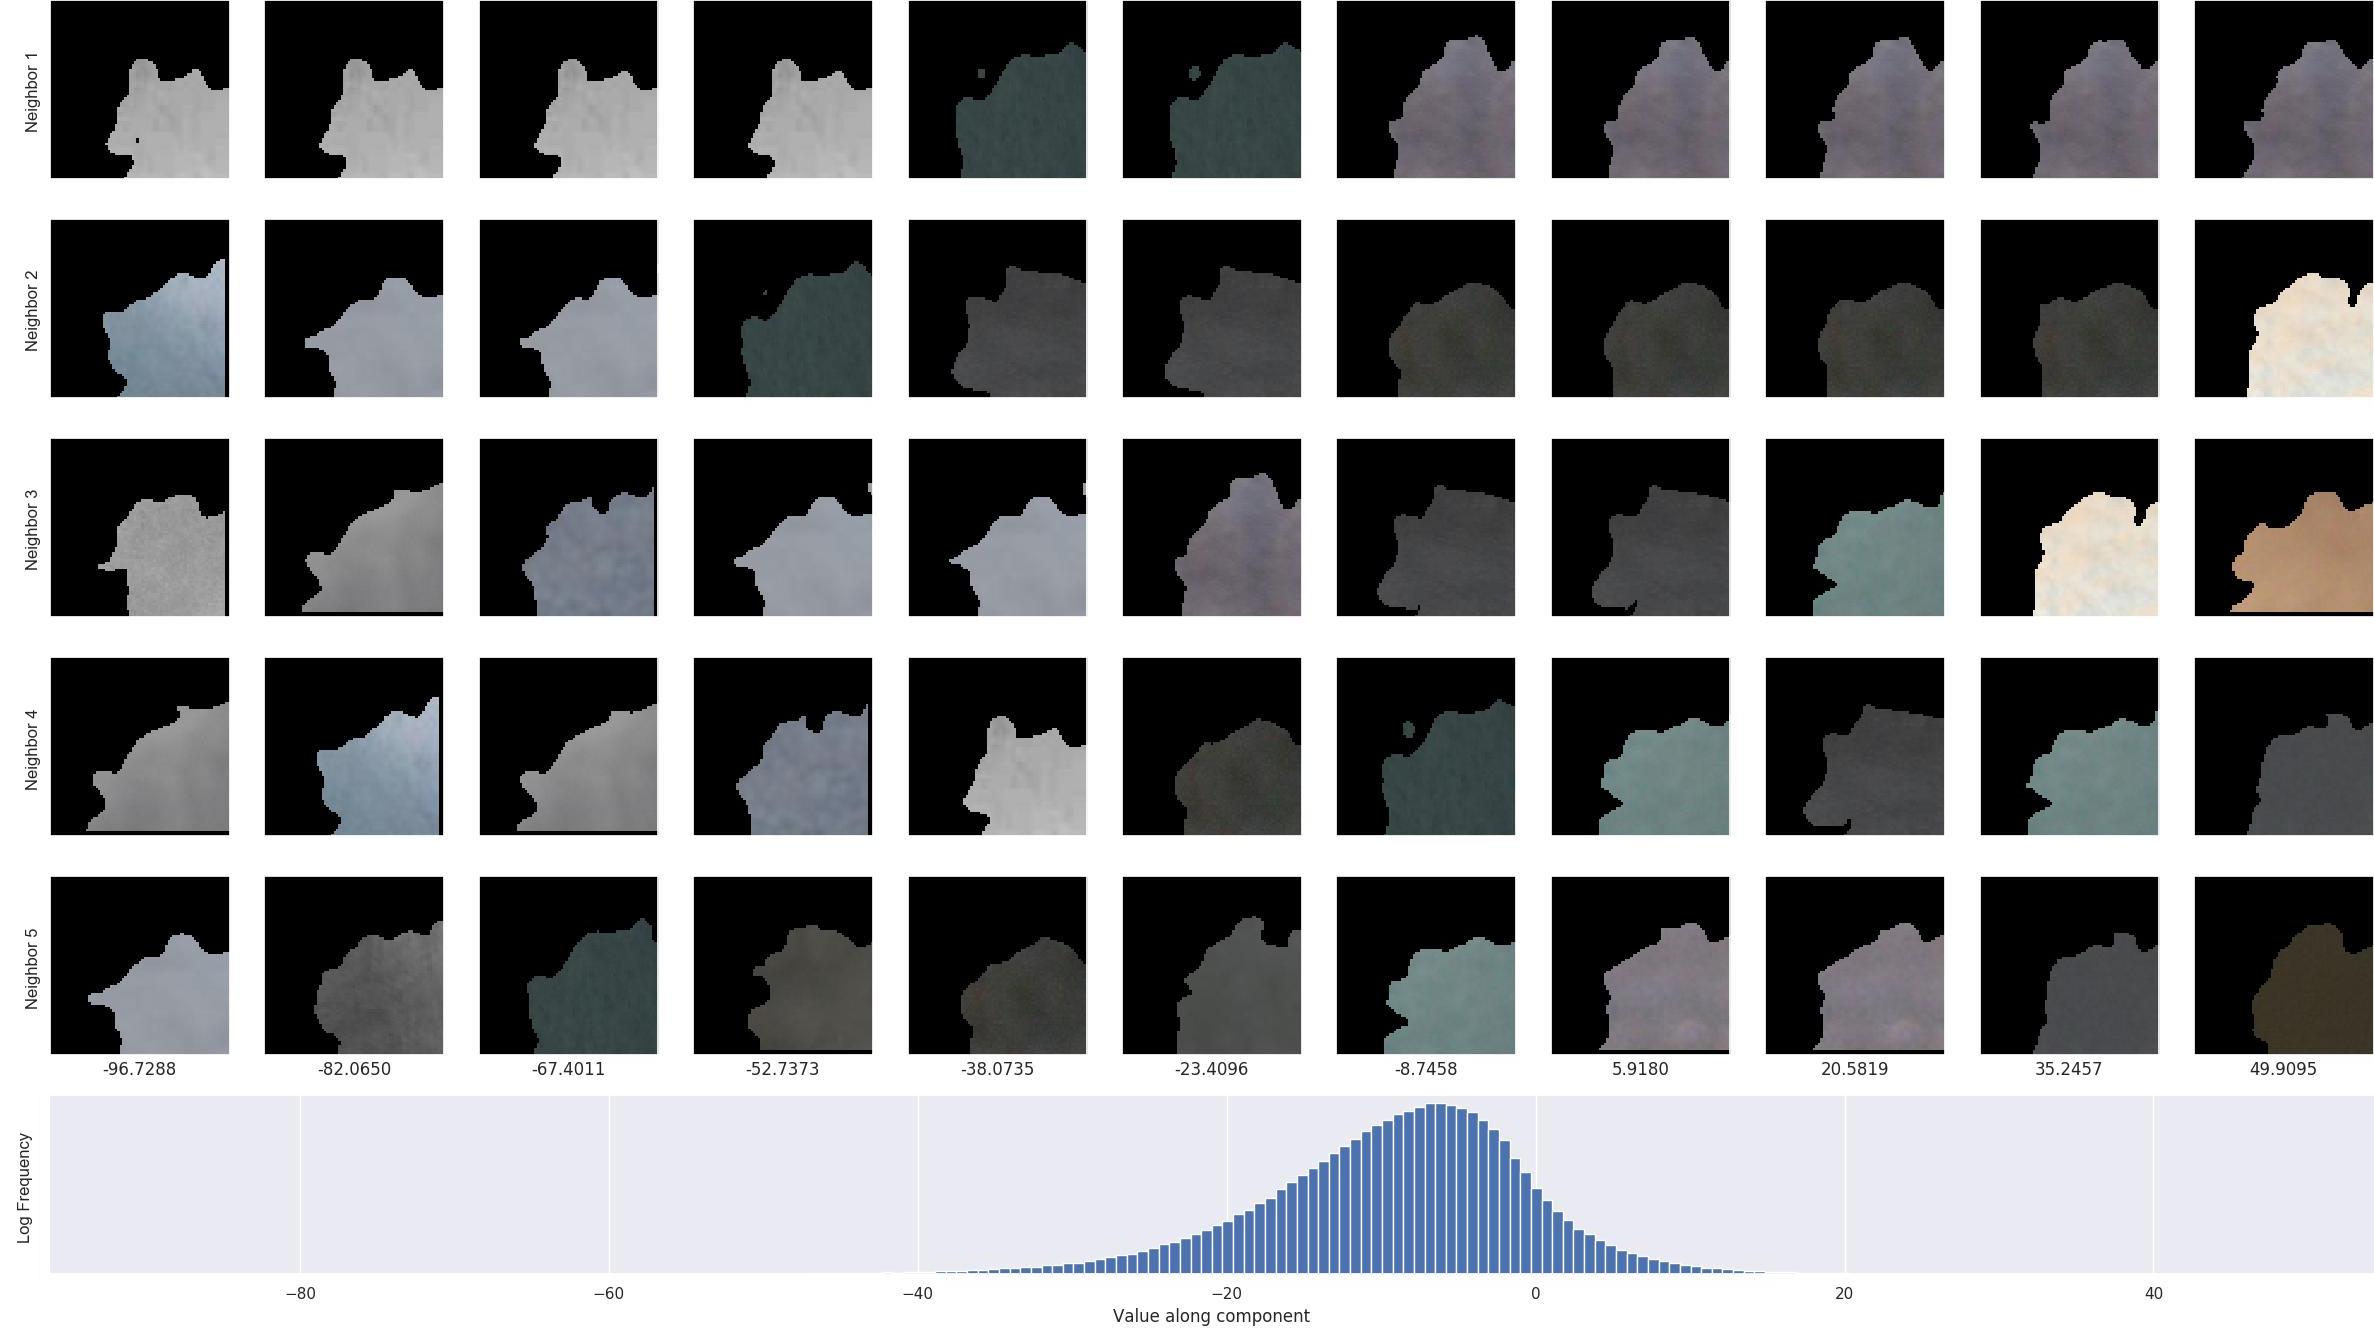 Neighbor 1
Neighbor 2
Neighbor 3
Neighbor 4
Neighbor 5
-96.7288 -82.0650 -67.4011 -52.7373 -38.0735 -23.4096 -8.7458 5.9180 20.5819 35.2457 49.9095
Log Frequency
−80 −60 −40 −20 0 20 40
Value along component